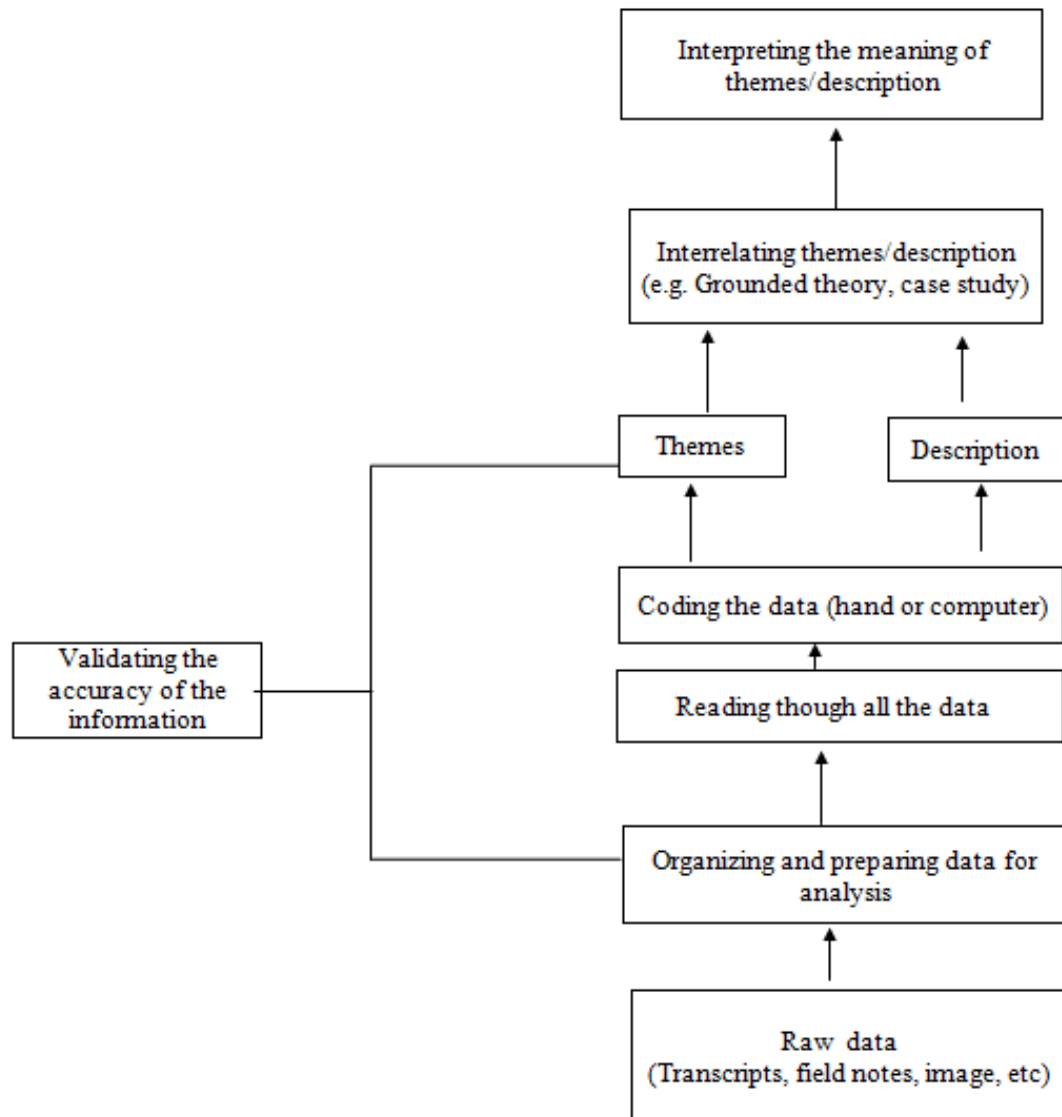 Interpreting the meaning of
themes/description
Interrelating themes/description
(e.g. Grounded theory, case study)
Themes
Description
Coding the data (hand or computer)
Validating the
accuracy of the
information
Reading though all the data
Organizing and preparing data for
analysis
Raw data
(Transcripts, field notes, image, etc)